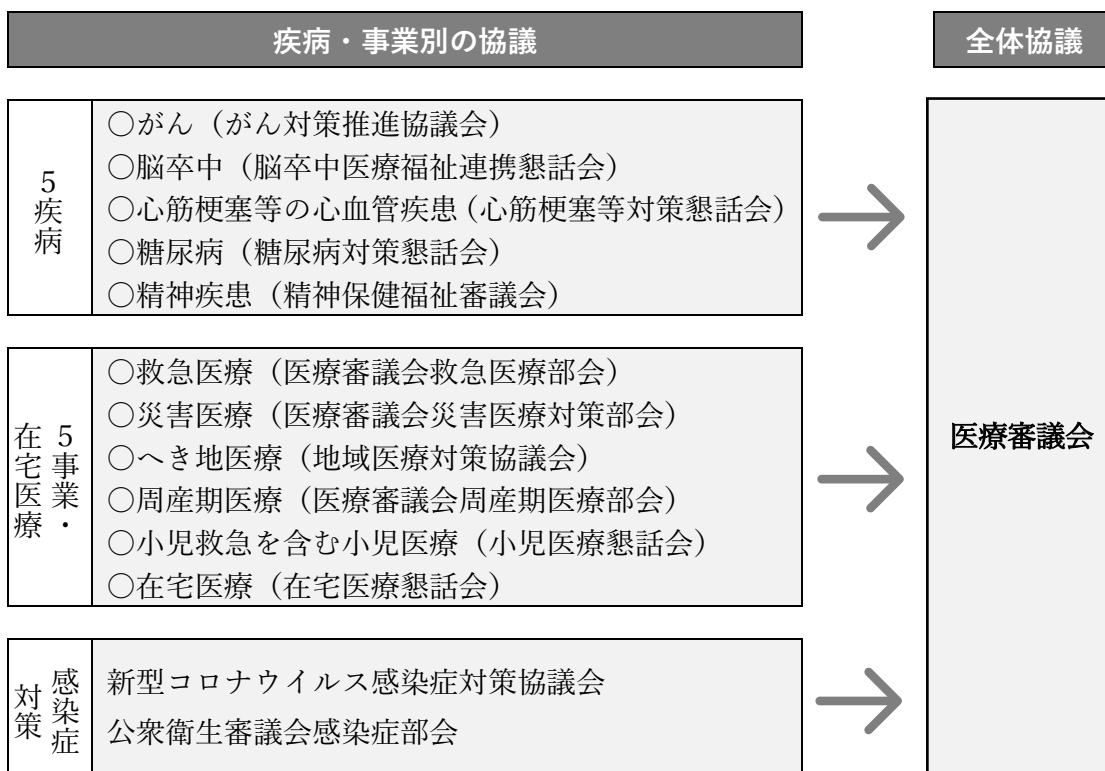 疾病・事業別の協議
全体協議
5疾病
○がん（がん対策推進協議会）
○脳卒中（脳卒中医療福祉連携懇話会）
○心筋梗塞等の心血管疾患（心筋梗塞等対策懇話会）
○糖尿病（糖尿病対策懇話会）
○精神疾患（精神保健福祉審議会）
5事業・
在宅医療
○救急医療（医療審議会救急医療部会）
○災害医療（医療審議会災害医療対策部会）
○へき地医療（地域医療対策協議会）
○周産期医療（医療審議会周産期医療部会）
○小児救急を含む小児医療（小児医療懇話会）
○在宅医療（在宅医療懇話会）
感染症
対策
新型コロナウイルス感染症対策協議会
公衆衛生審議会感染症部会
医療審議会